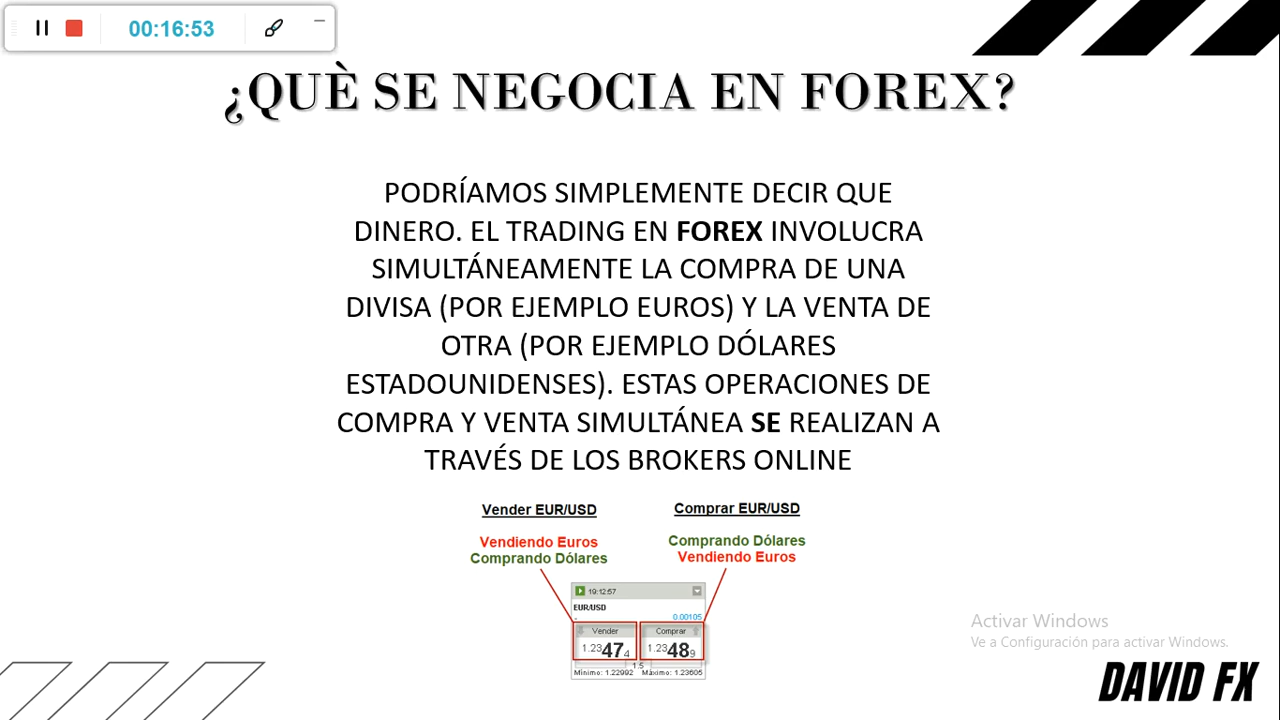 00:16:53
¿QUÈ SE NEGOCIA EN FOREX?
PODRÍAMOS SIMPLEMENTE DECIR QUE
DINERO. EL TRADING EN FOREX INVOLUCRA
SIMULTÁNEAMENTE LA COMPRA DE UNA
DIVISA (POR EJEMPLO EUROS) Y LA VENTA DE
OTRA (POR EJEMPLO DÓLARES
ESTADOUNIDENSES). ESTAS OPERACIONES DE
COMPRA Y VENTA SIMULTÁNEA SE REALIZAN A
TRAVÉS DE LOS BROKERS ONLINE
Vender EUR/USD
Vendiendo Euros
Comprando Dólares
Comprar EUR/USD
Comprando Dólares
Vendiendo Euros
19:12:57
EUR/USD
0.00105
Vender Comprar
1.23474 1.23489
1.5
Mínimo: 1.22992 Máximo: 1.23605
Activar Windows
Ve a Configuración para activar Windows.
DAVID FX